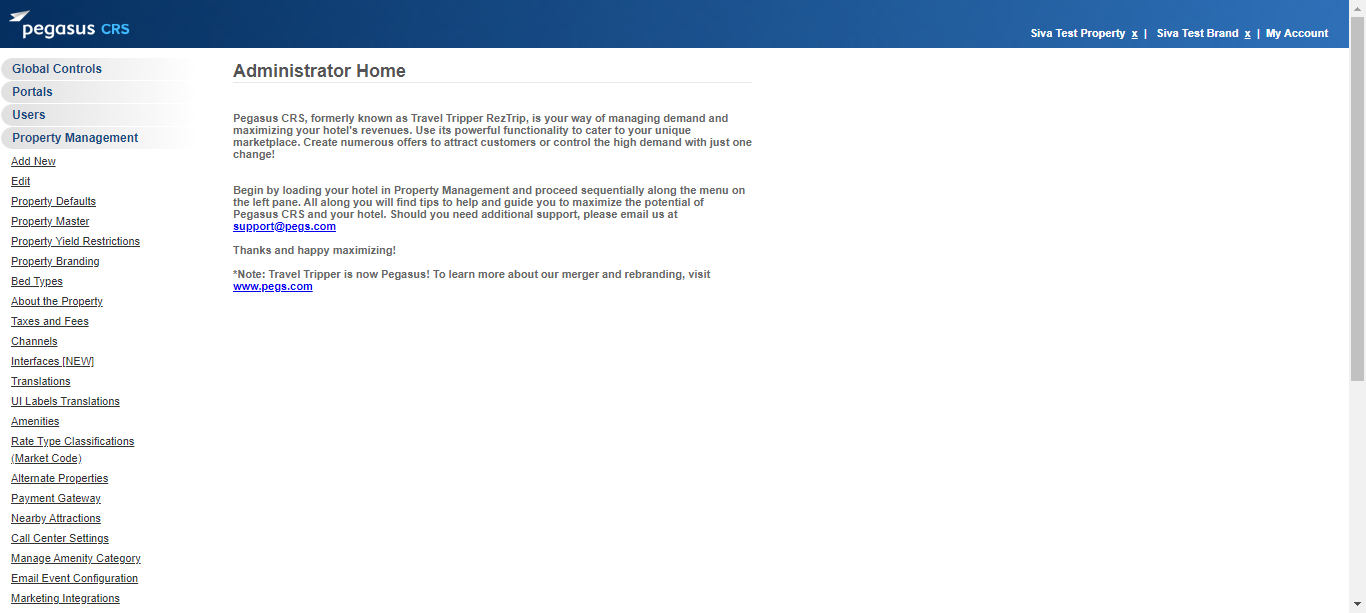 pegasus CRS
Siva Test Property x | Siva Test Brand x | My Account
Global Controls
Portals
Users
Property Management
Add New
Edit
Property Defaults
Property Master
Property Yield Restrictions
Property Branding
Bed Types
About the Property
Taxes and Fees
Channels
Interfaces [NEW]
Translations
UI Labels Translations
Amenities
Rate Type Classifications
(Market Code)
Alternate Properties
Payment Gateway
Nearby Attractions
Call Center Settings
Manage Amenity Category
Email Event Configuration
Marketing Integrations
Administrator Home
Pegasus CRS, formerly known as Travel Tripper RezTrip, is your way of managing demand and
maximizing your hotel's revenues. Use its powerful functionality to cater to your unique
marketplace. Create numerous offers to attract customers or control the high demand with just one
change!
Begin by loading your hotel in Property Management and proceed sequentially along the menu on
the left pane. All along you will find tips to help and guide you to maximize the potential of
Pegasus CRS and your hotel. Should you need additional support, please email us at
support@pegs.com
Thanks and happy maximizing!
*Note: Travel Tripper is now Pegasus! To learn more about our merger and rebranding, visit
www.pegs.com